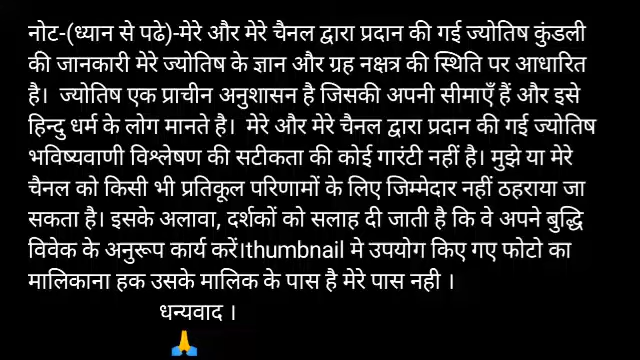 नोट-(ध्यान से पढे)-मेरे और मेरे चैनल द्वारा प्रदान की गई ज्योतिष कुंडली
की जानकारी मेरे ज्योतिष के ज्ञान और ग्रह नक्षत्र की स्थिति पर आधारित
है।  ज्योतिष एक प्राचीन अनुशासन है जिसकी अपनी सीमाएँ हैं और इसे
हिन्दु धर्म के लोग मानते है।  मेरे और मेरे चैनल द्वारा प्रदान की गई ज्योतिष
भविष्यवाणी विश्लेषण की सटीकता की कोई गारंटी नहीं है। मुझे या मेरे
चैनल को किसी भी प्रतिकूल परिणामों के लिए जिम्मेदार नहीं ठहराया जा
सकता है। इसके अलावा, दर्शकों को सलाह दी जाती है कि वे अपने बुद्धि
विवेक के अनुरूप कार्य करें।thumbnail मे उपयोग किए गए फोटो का
मालिकाना हक उसके मालिक के पास है मेरे पास नही ।
धन्यवाद ।
🙏